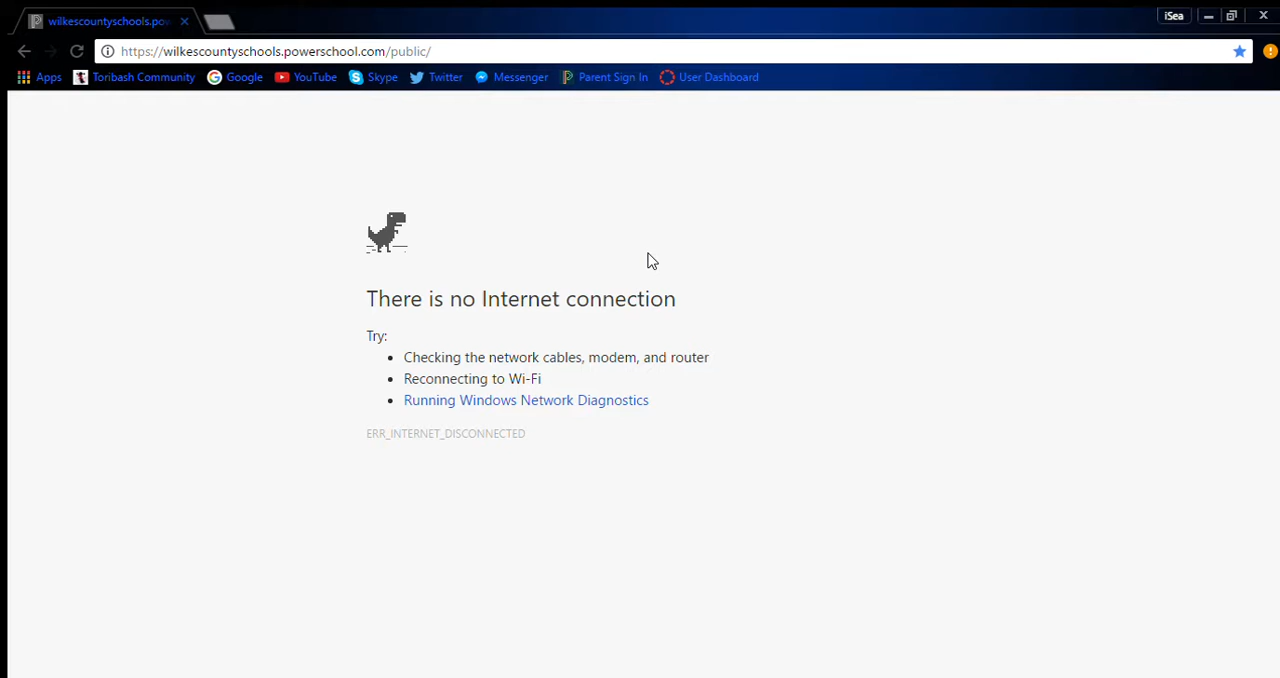 wilkescountyschools.pow
iSea
https://wilkescountyschools.powerschool.com/public/
Apps Toribash Community Google YouTube Skype Twitter Messenger Parent Sign In User Dashboard
There is no Internet connection
Try:
Checking the network cables, modem, and router
Reconnecting to Wi-Fi
Running Windows Network Diagnostics
ERR_INTERNET_DISCONNECTED